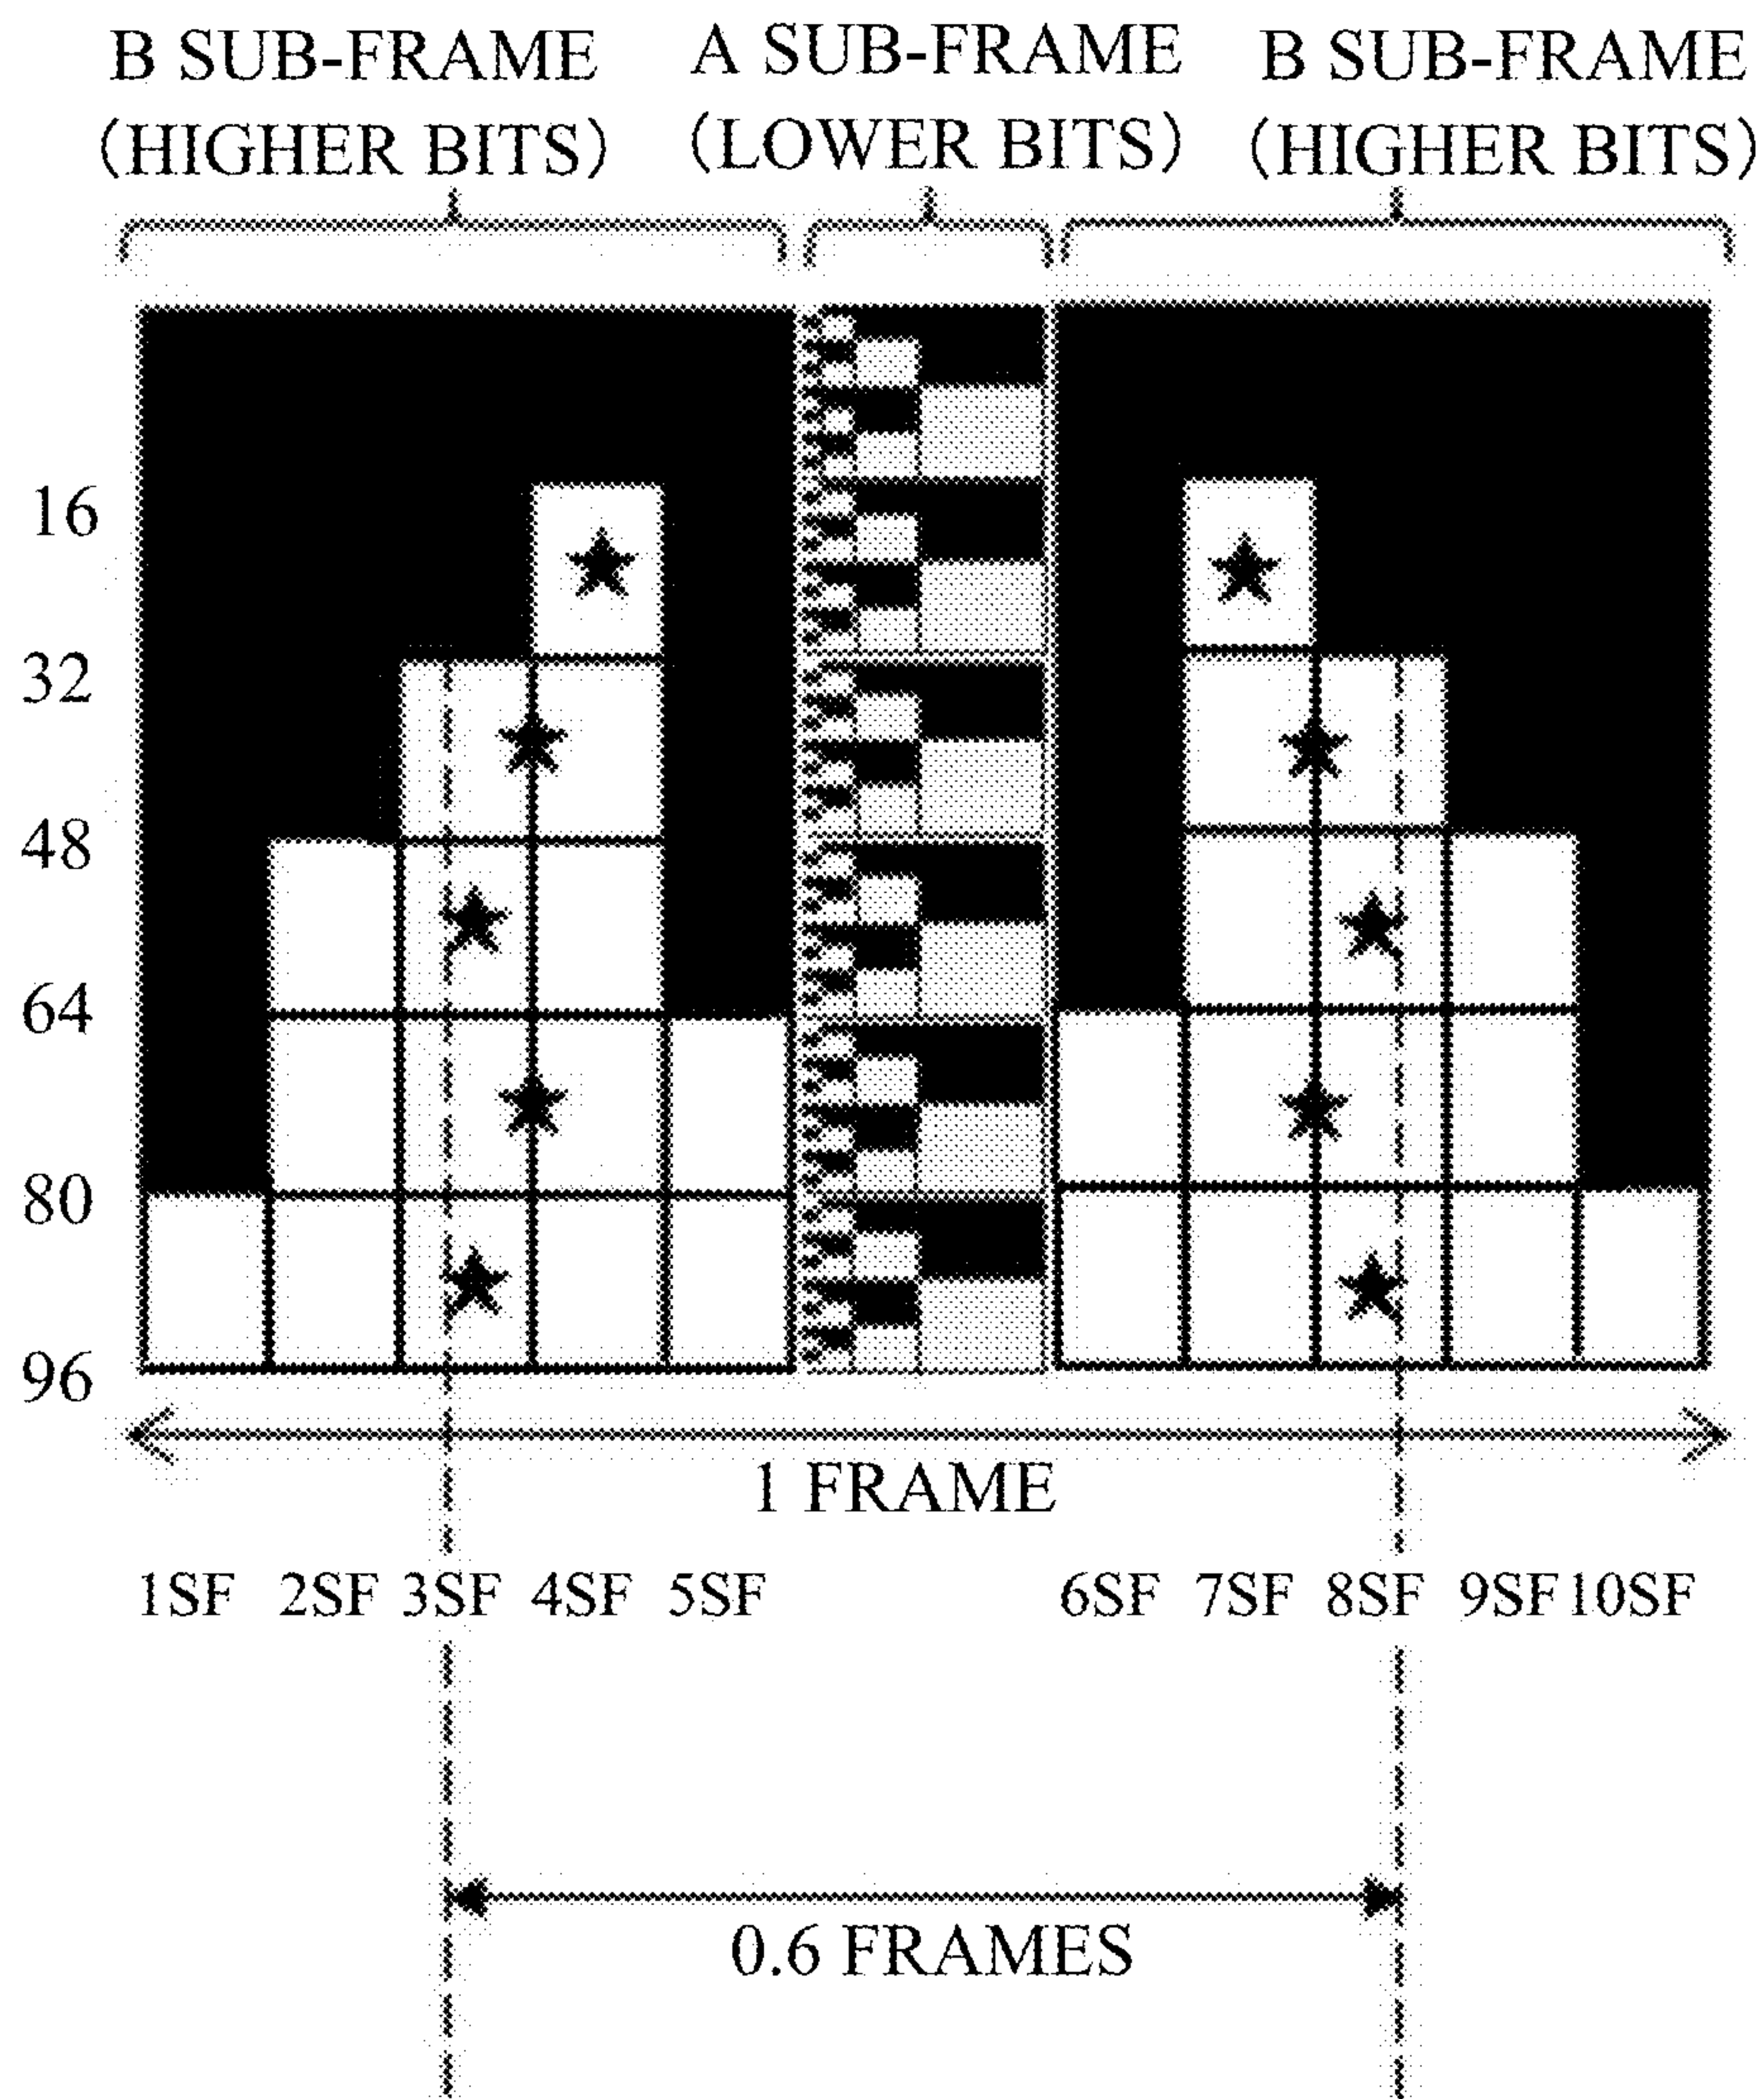 B SUB-FRAME A SUB-FRAME B SUB-FRAME
(HIGHER BITS) (LOWER BITS) (HIGHER BITS)
16
32
48
64
80
96
1 FRAME
1SF 2SF 3SF 4SF 5SF 6SF 7SF 8SF 9SF 10SF
0.6 FRAMES